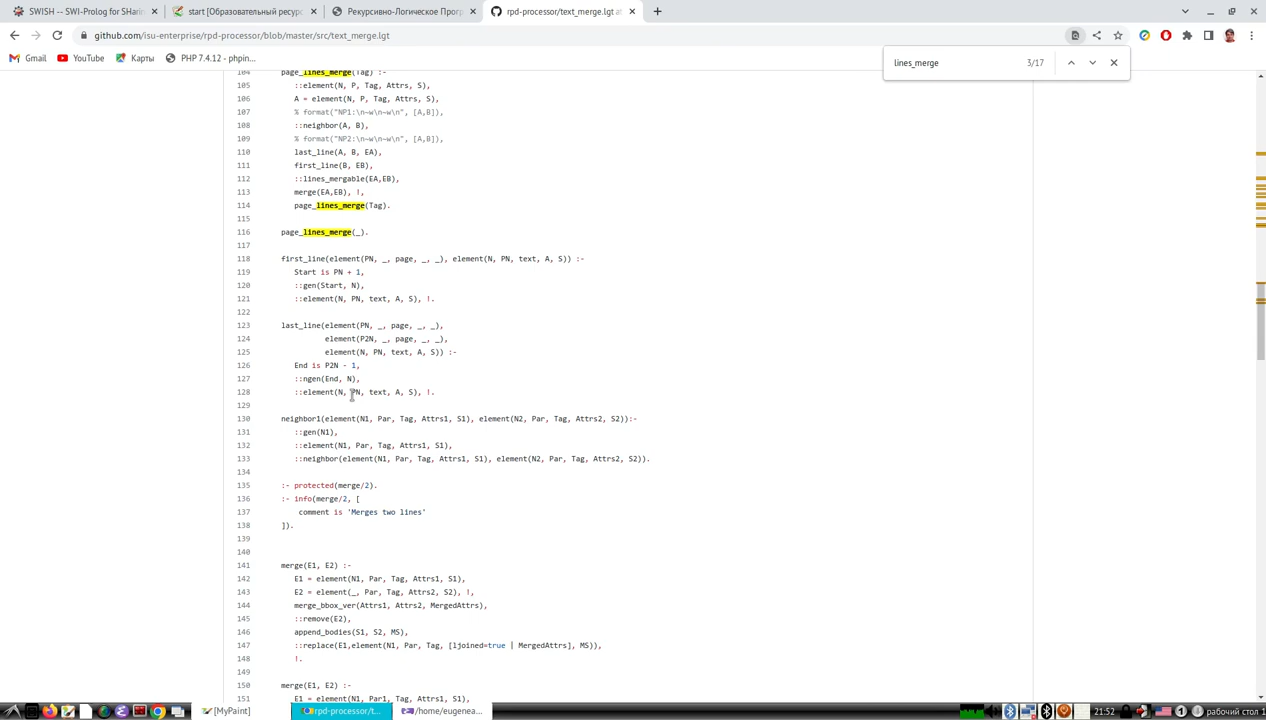 SWISH -- SWI-Prolog for SHarin
start [Образовательный ресурс
Рекурсивно-Логическое Прог
rpd-processor/text_merge.lgt at
github.com/isu-enterprise/rpd-processor/blob/master/src/text_merge.lgt
Gmail
YouTube
Карты
PHP 7.4.12 - phpin...
lines_merge
3/17
104 page_lines_merge(Tag) :-
105 ::element(N, P, Tag, Attrs, S),
106 A = element(N, P, Tag, Attrs, S),
107 % format("NP1:\n~w\n~w\n", [A,B]),
108 ::neighbor(A, B),
109 % format("NP2:\n~w\n~w\n", [A,B]),
110 last_line(A, B, EA),
111 first_line(B, EB),
112 ::lines_mergable(EA,EB),
113 merge(EA,EB), !,
114 page_lines_merge(Tag).
115
116 page_lines_merge(_).
117
118 first_line(element(PN, _, page, _, _), element(N, PN, text, A, S)) :-
119 Start is PN + 1,
120 ::gen(Start, N),
121 ::element(N, PN, text, A, S), !.
122
123 last_line(element(PN, _, page, _, _),
124 element(P2N, _, page, _, _),
125 element(N, PN, text, A, S)) :-
126 End is P2N - 1,
127 ::ngen(End, N),
128 ::element(N, PN, text, A, S), !.
129
130 neighbor1(element(N1, Par, Tag, Attrs1, S1), element(N2, Par, Tag, Attrs2, S2)):-
131 ::gen(N1),
132 ::element(N1, Par, Tag, Attrs1, S1),
133 ::neighbor(element(N1, Par, Tag, Attrs1, S1), element(N2, Par, Tag, Attrs2, S2)).
134
135 :- protected(merge/2).
136 :- info(merge/2, [
137 comment is 'Merges two lines'
138 ]).
139
140
141 merge(E1, E2) :-
142 E1 = element(N1, Par, Tag, Attrs1, S1),
143 E2 = element(_, Par, Tag, Attrs2, S2), !,
144 merge_bbox_ver(Attrs1, Attrs2, MergedAttrs),
145 ::remove(E2),
146 append_bodies(S1, S2, MS),
147 ::replace(E1,element(N1, Par, Tag, [ljoined=true | MergedAttrs], MS)),
148 !.
149
150 merge(E1, E2) :-
151 E1 = element(N1, Par1, Tag, Attrs1, S1),
[MyPaint]
rpd-processor/t...
/home/eugenea...
21:52
рабочий стол 1